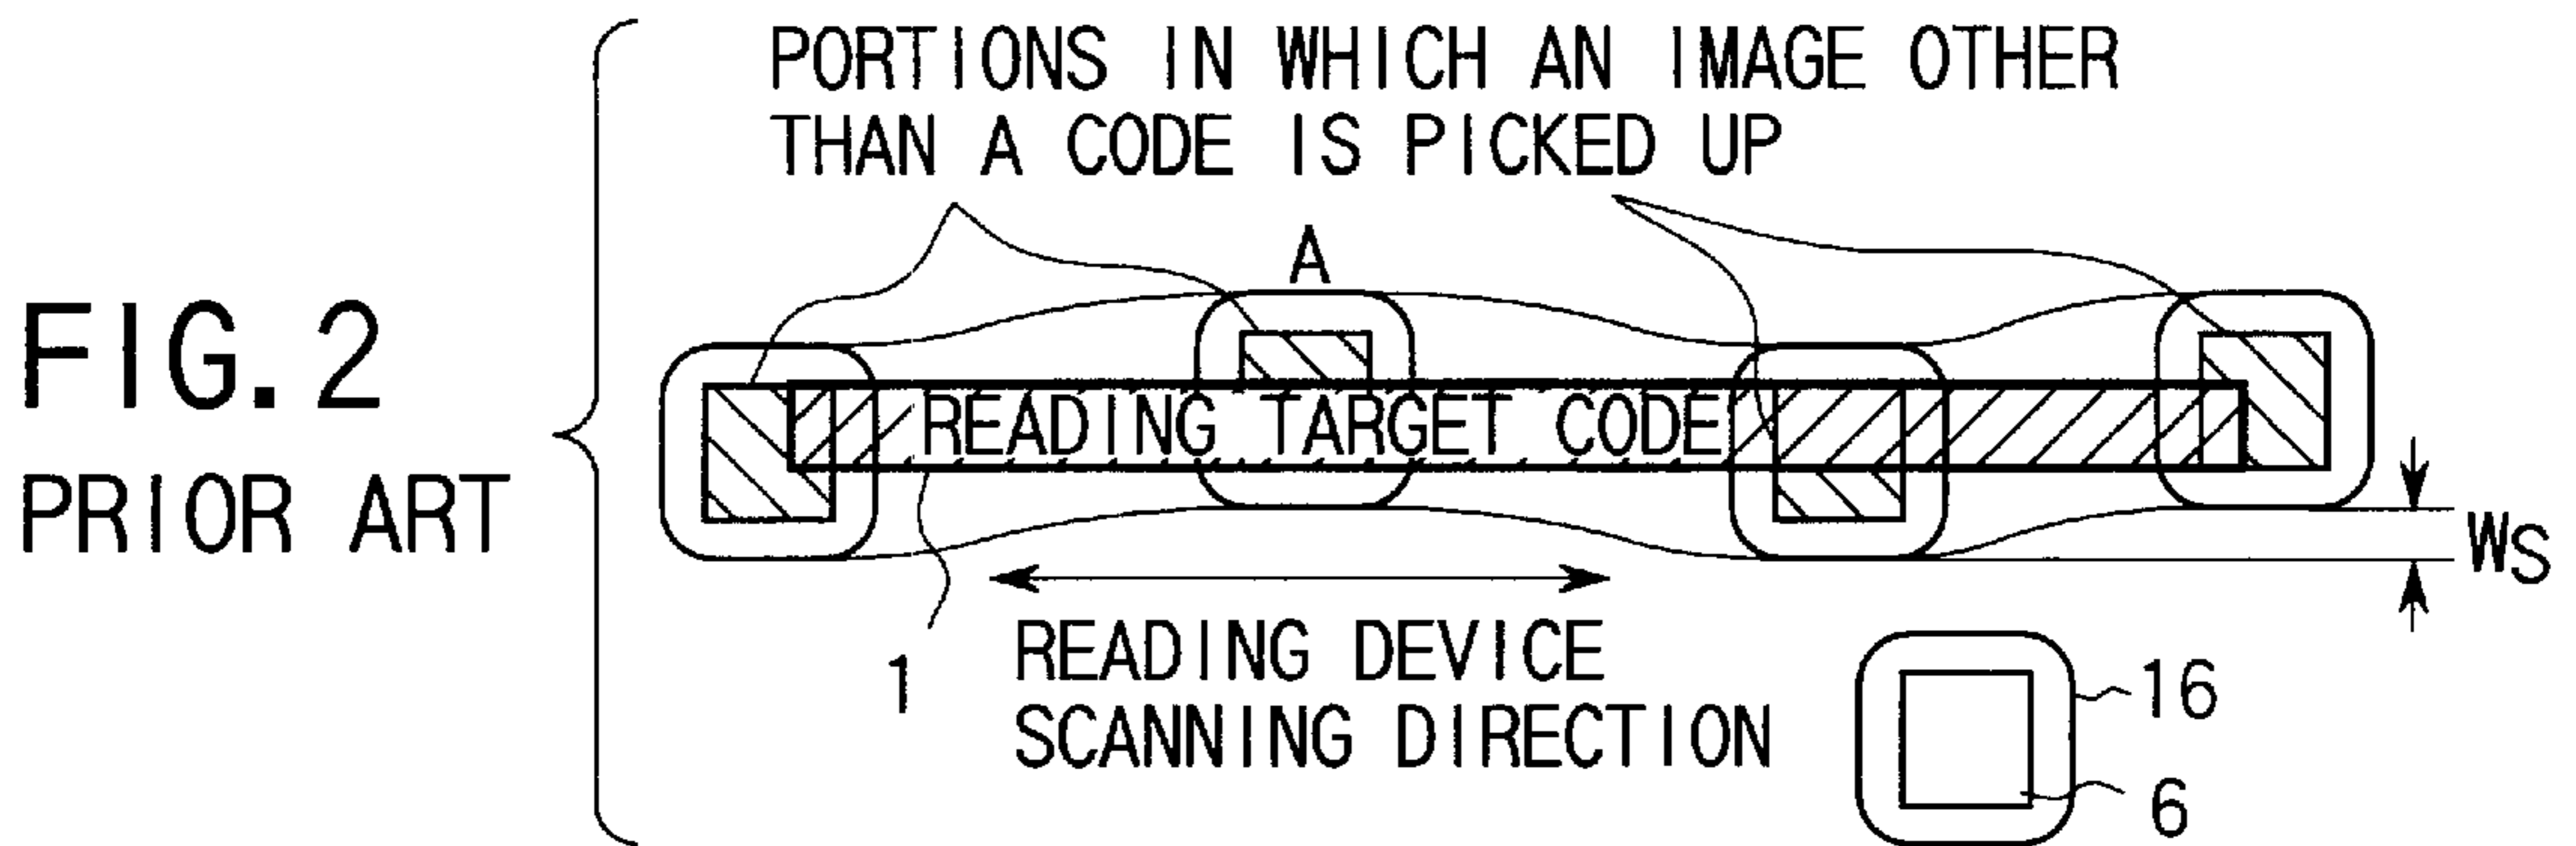 FIG. 2
PRIOR ART
PORTIONS IN WHICH AN IMAGE OTHER
THAN A CODE IS PICKED UP
A
READING TARGET CODE
WS
1
READING DEVICE
SCANNING DIRECTION
16
6